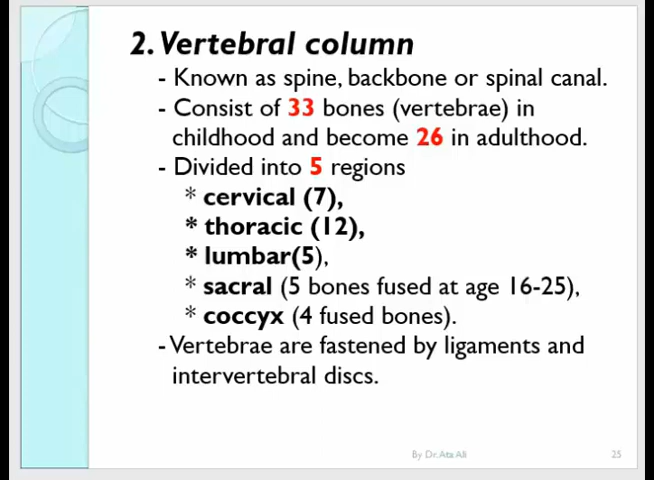 2. Vertebral column
- Known as spine, backbone or spinal canal.
- Consist of 33 bones (vertebrae) in
childhood and become 26 in adulthood.
- Divided into 5 regions
* cervical (7),
* thoracic (12),
* lumbar(5),
* sacral (5 bones fused at age 16-25),
* coccyx (4 fused bones).
- Vertebrae are fastened by ligaments and
intervertebral discs.
By Dr.Ata Ali
25